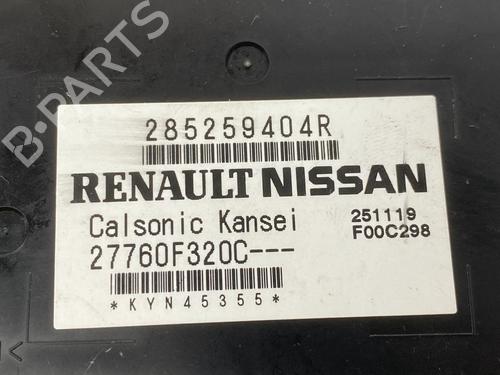 B-PARTS
285259404R
RENAULT NISSAN
Calsonic Kansei
251119
27760F320C---
F00C298
*KYN45355*